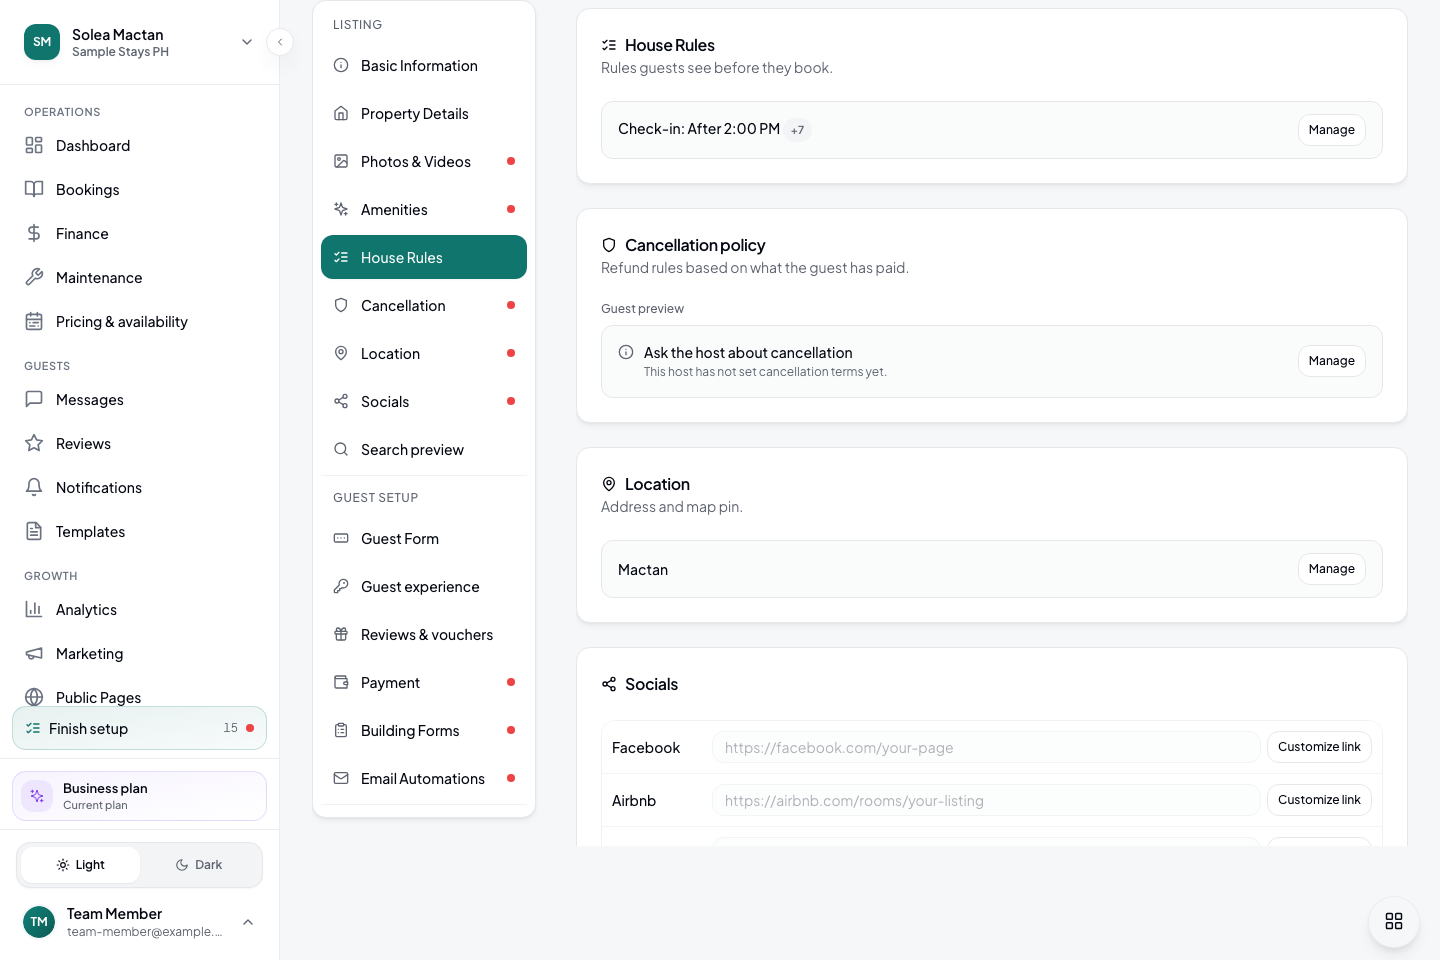 SM
Solea Mactan
Sample Stays PH
OPERATIONS
Dashboard
Bookings
Finance
Maintenance
Pricing & availability
GUESTS
Messages
Reviews
Notifications
Templates
GROWTH
Analytics
Marketing
Public Pages
Finish setup 15
Business plan
Current plan
Light Dark
TM
Team Member
team-member@example....
LISTING
Basic Information
Property Details
Photos & Videos
Amenities
House Rules
Cancellation
Location
Socials
Search preview
GUEST SETUP
Guest Form
Guest experience
Reviews & vouchers
Payment
Building Forms
Email Automations
House Rules
Rules guests see before they book.
Check-in: After 2:00 PM +7 Manage
Cancellation policy
Refund rules based on what the guest has paid.
Guest preview
Ask the host about cancellation
This host has not set cancellation terms yet.
Manage
Location
Address and map pin.
Mactan Manage
Socials
Facebook https://facebook.com/your-page Customize link
Airbnb https://airbnb.com/rooms/your-listing Customize link